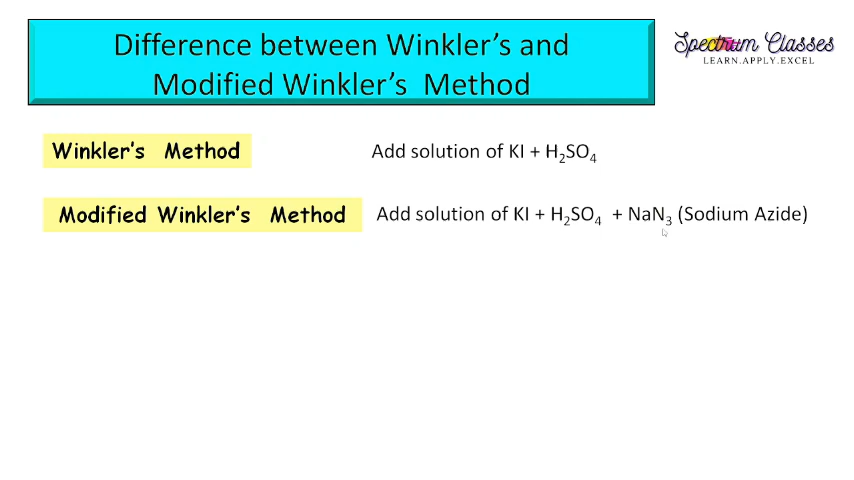 Difference between Winkler's and
Modified Winkler's Method
Spectrum Classes
LEARN.APPLY.EXCEL
Winkler's Method
Add solution of KI + H₂SO₄
Modified Winkler's Method
Add solution of KI + H₂SO₄ + NaN₃ (Sodium Azide)